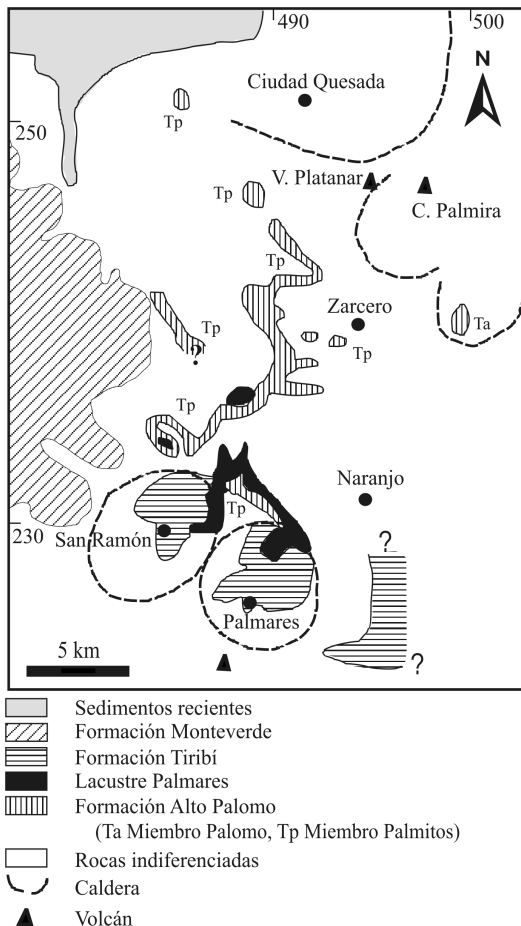 490
500
N
Ciudad Quesada
Tp
250
V. Platanar
C. Palmira
Tp
Tp
Zarcero
Tp
Ta
?
Tp
Tp
Naranjo
Tp
230
San Ramón
?
Palmares
5 km
?
Sedimentos recientes
Formación Monteverde
Formación Tiribí
Lacustre Palmares
Formación Alto Palomo
(Ta Miembro Palomo, Tp Miembro Palmitos)
Rocas indiferenciadas
Caldera
Volcán